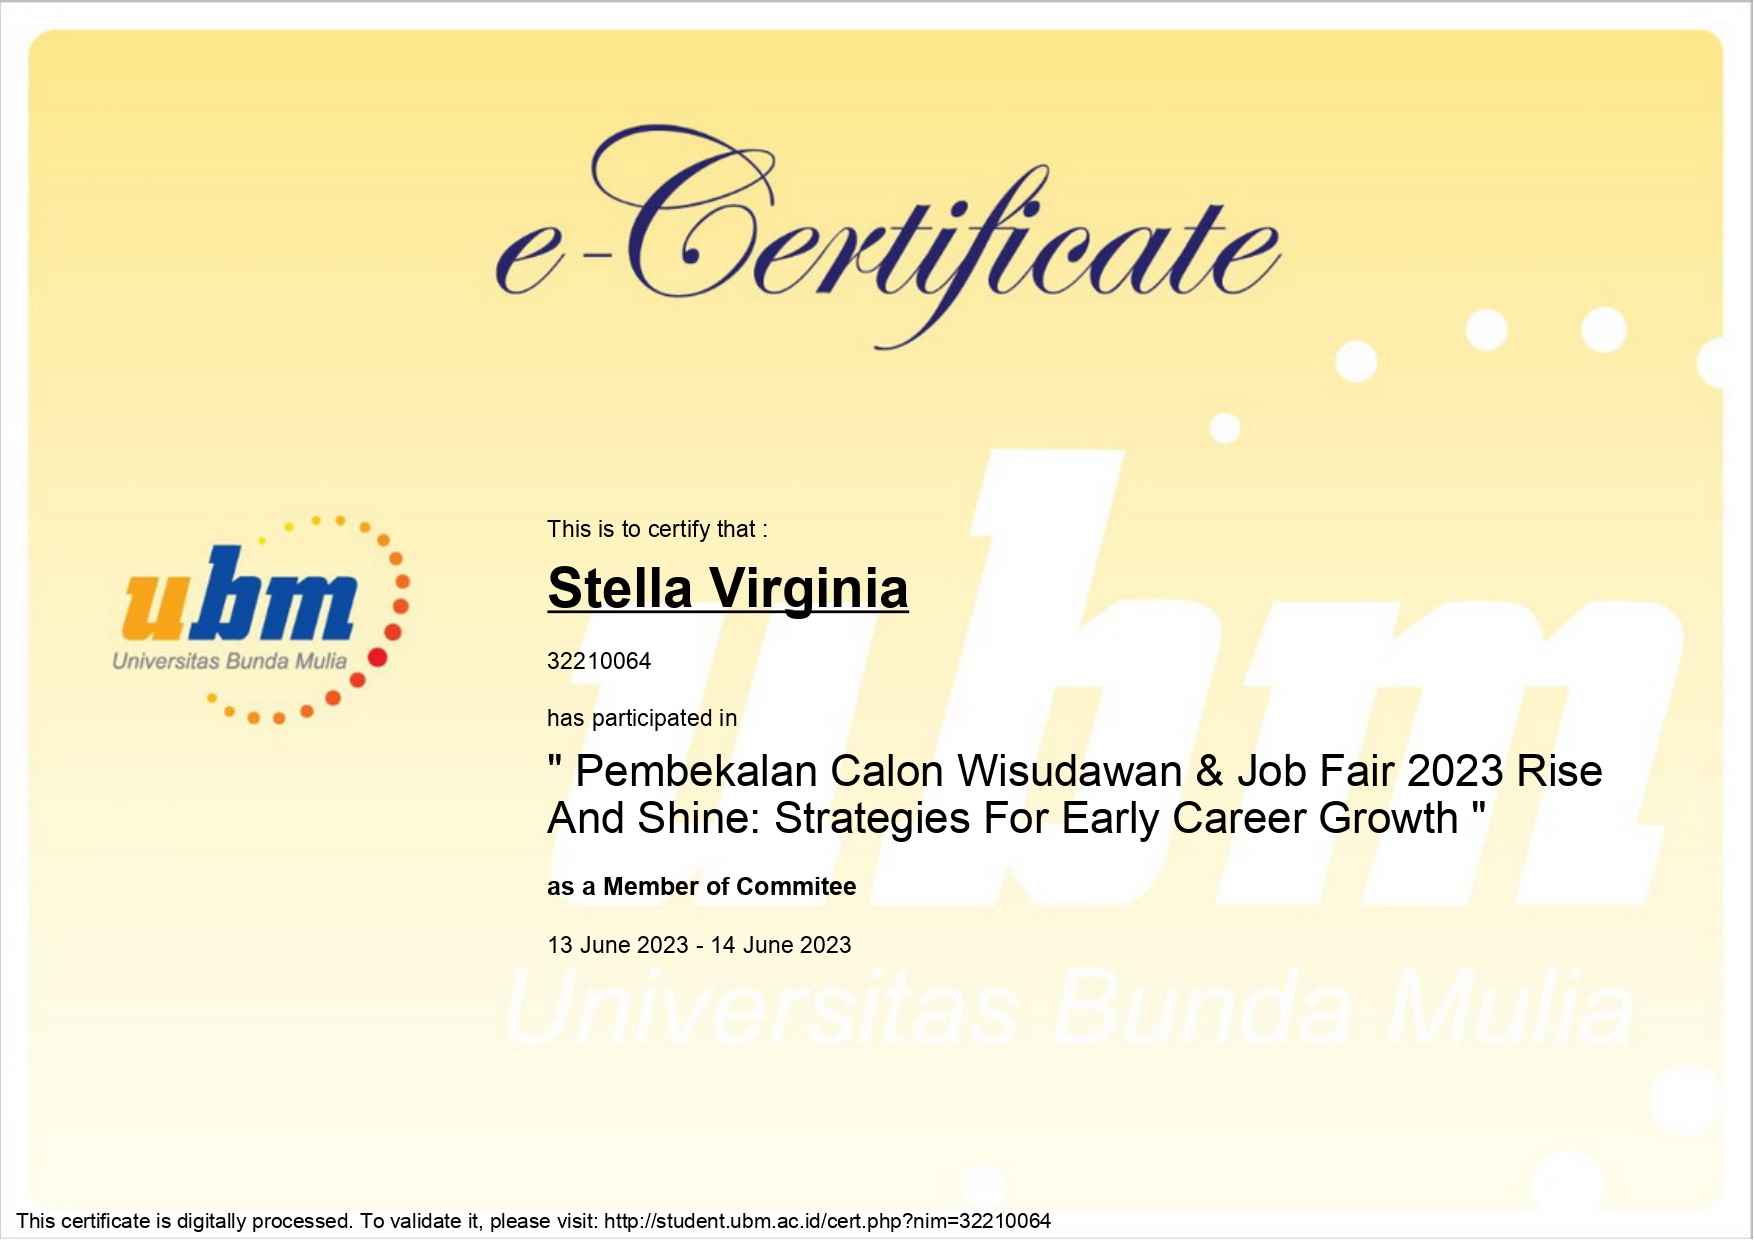 e-Certificate
ubm
Universitas Bunda Mulia
This is to certify that :
Stella Virginia
32210064
has participated in
" Pembekalan Calon Wisudawan & Job Fair 2023 Rise
And Shine: Strategies For Early Career Growth "
as a Member of Commitee
13 June 2023 - 14 June 2023
ubm
Universitas Bunda Mulia
This certificate is digitally processed. To validate it, please visit: http://student.ubm.ac.id/cert.php?nim=32210064